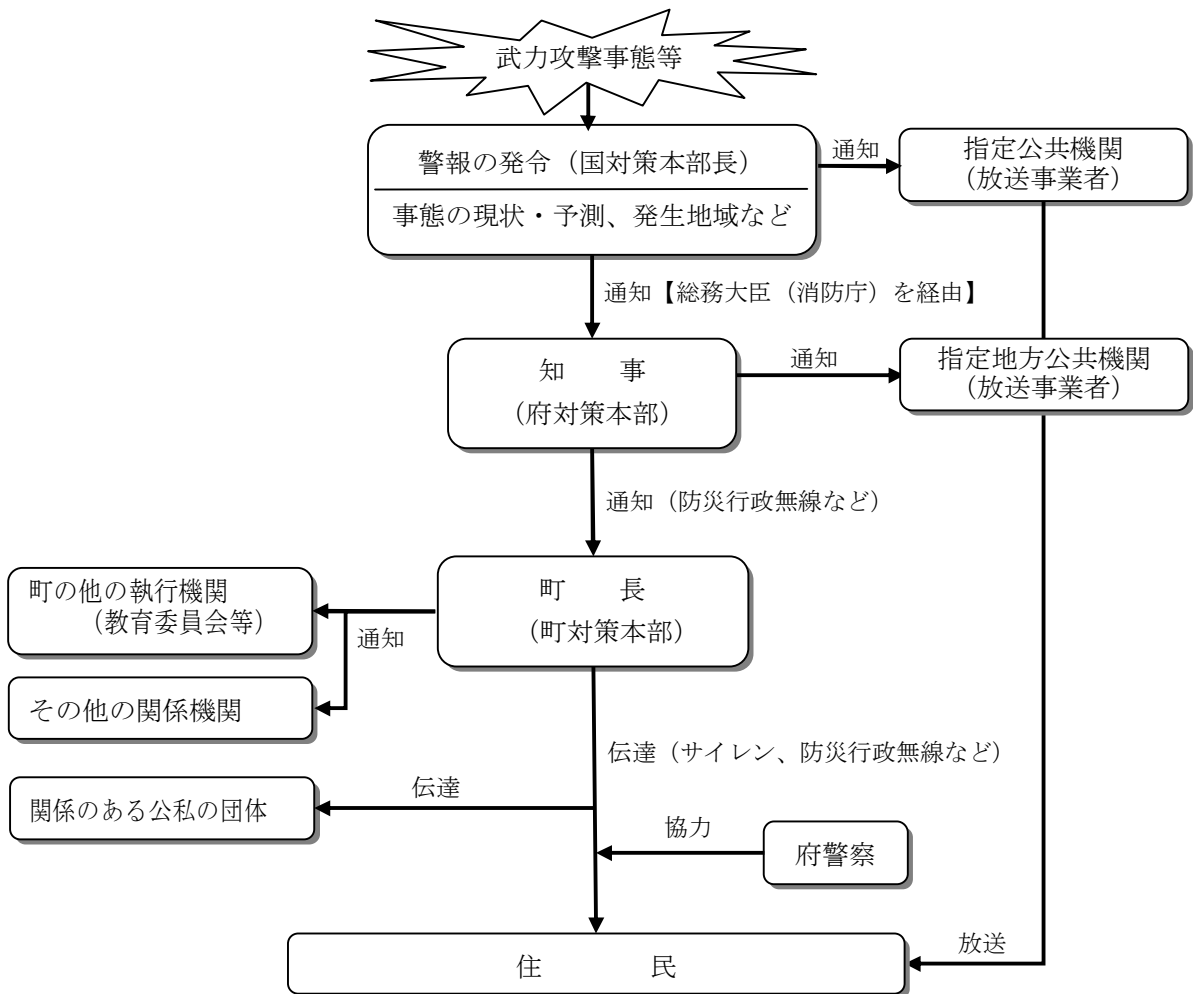 武力攻撃事態等
警報の発令（国対策本部長）
事態の現状・予測、発生地域など
通知
指定公共機関
（放送事業者）
通知【総務大臣（消防庁）を経由】
知　　事
（府対策本部）
通知
指定地方公共機関
（放送事業者）
通知（防災行政無線など）
町　　長
（町対策本部）
町の他の執行機関
（教育委員会等）
通知
その他の関係機関
伝達（サイレン、防災行政無線など）
関係のある公私の団体
伝達
協力
府警察
放送
住　　　　民